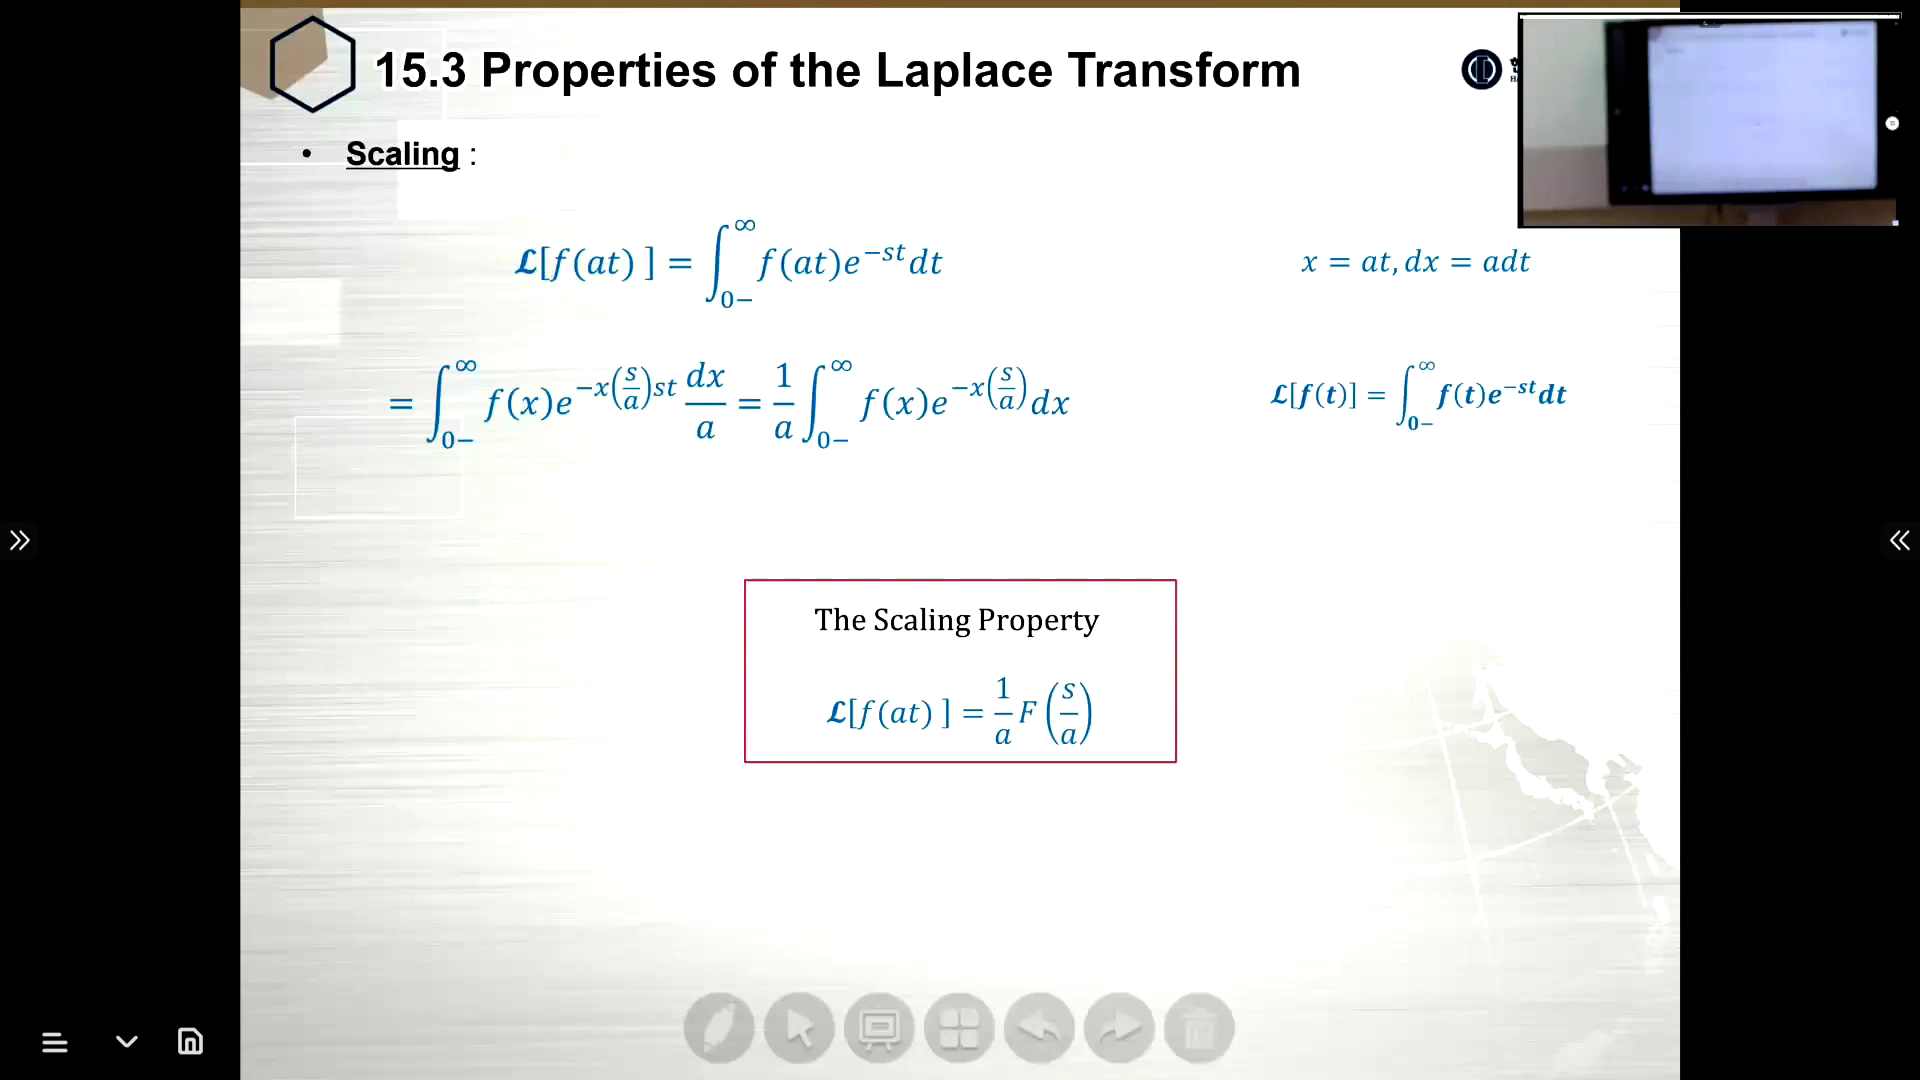 15.3 Properties of the Laplace Transform
• Scaling :
ℒ[f(at) ] = ∫₀₋^∞ f(at)e^{−st}dt
x = at, dx = adt
= ∫₀₋^∞ f(x)e^{−x(s/a)st} dx/a = 1/a ∫₀₋^∞ f(x)e^{−x(s/a)}dx
ℒ[f(t)] = ∫₀₋^∞ f(t)e^{−st}dt
The Scaling Property
ℒ[f(at) ] = 1/a F(s/a)